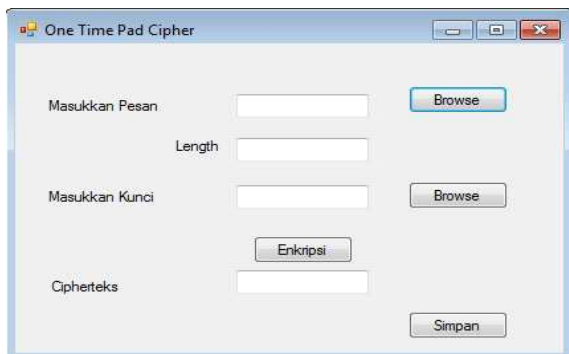 One Time Pad Cipher
Masukkan Pesan Browse
Length
Masukkan Kunci Browse
Enkripsi
Cipherteks
Simpan